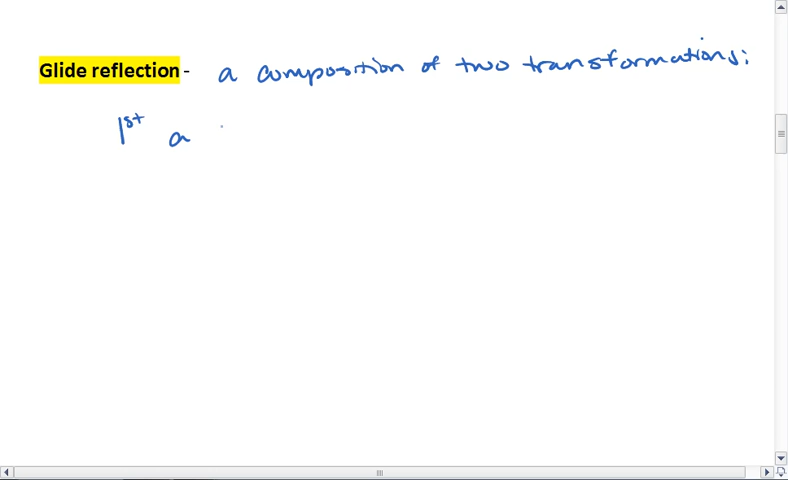 Glide reflection - a composition of two transformations:
1st a